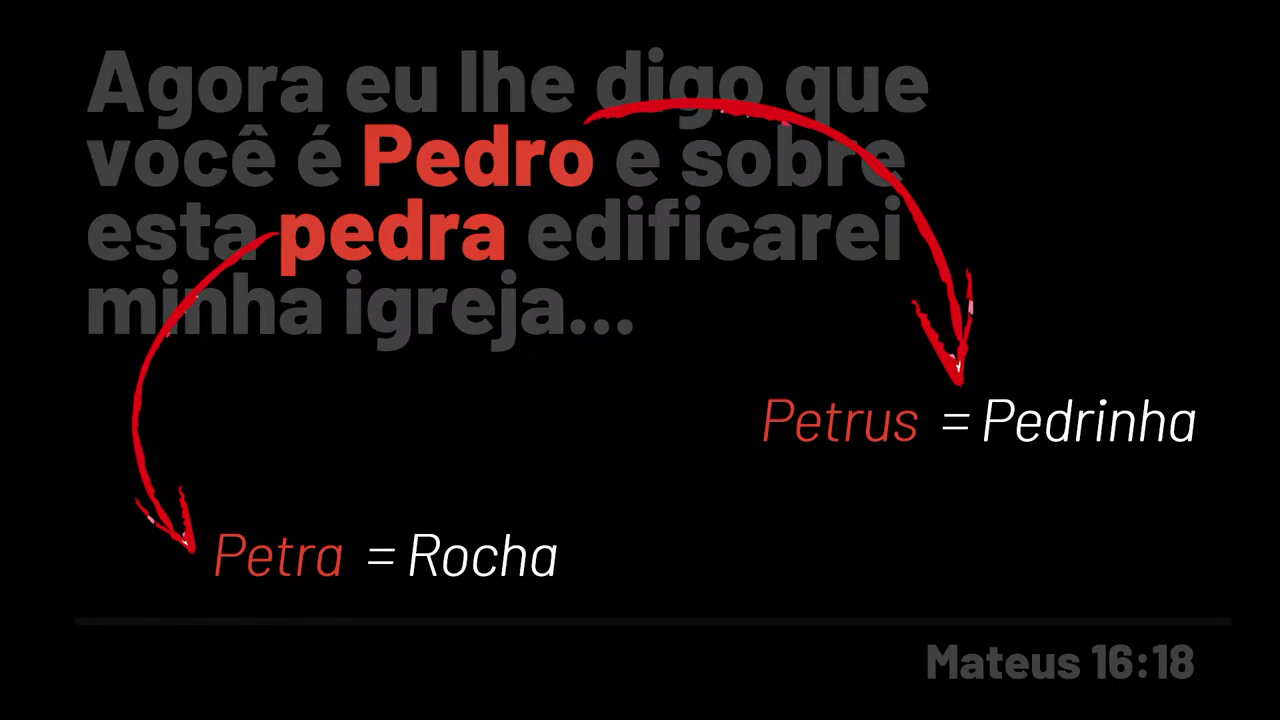 Agora eu lhe digo que
você é Pedro e sobre
esta pedra edificarei
minha igreja...
Petrus = Pedrinha
Petra = Rocha
Mateus 16:18